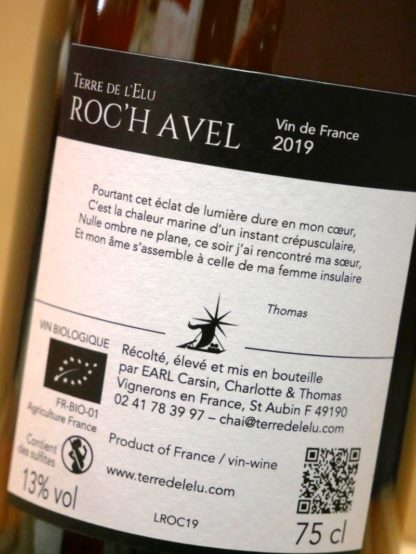 TERRE DE L'ELU
ROC'H AVEL
Vin de France
2019
Pourtant cet éclat de lumière dure en mon cœur,
C'est la chaleur marine d'un instant crépusculaire,
Nulle ombre ne plane, ce soir j'ai rencontré ma sœur,
Et mon âme s'assemble à celle de ma femme insulaire
Thomas
VIN BIOLOGIQUE
FR-BIO-01
Agriculture France
Récolté, élevé et mis en bouteille
par EARL Carsin, Charlotte & Thomas
Vignerons en France, St Aubin F 49190
02 41 78 39 97 – chai@terredelelu.com
Contient
des sulfites
13% vol
Product of France / vin-wine
www.terredelelu.com
LROC19
75 cl